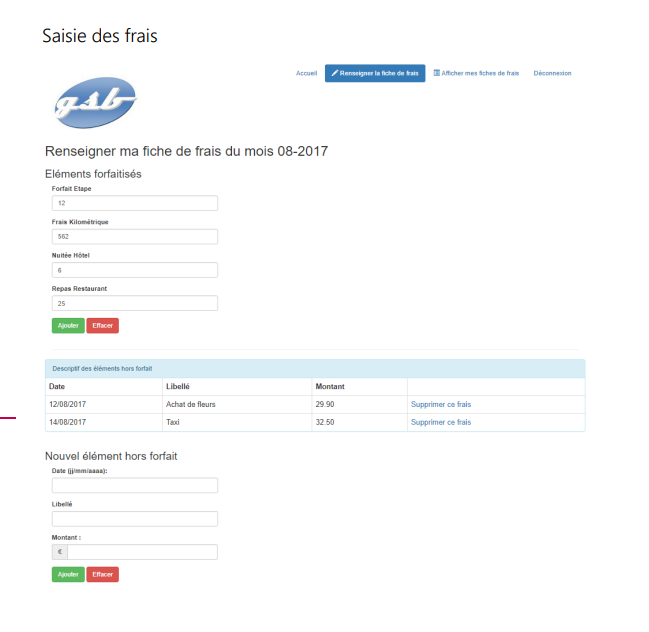 Saisie des frais
Accueil Renseigner la fiche de frais Afficher mes fiches de frais Déconnexion
gsb
Renseigner ma fiche de frais du mois 08-2017
Eléments forfaitisés
Forfait Etape
12
Frais Kilométrique
562
Nuitée Hôtel
6
Repas Restaurant
25
Ajouter Effacer
Descriptif des éléments hors forfait
Date Libellé Montant
12/08/2017 Achat de fleurs 29.90 Supprimer ce frais
14/08/2017 Taxi 32.50 Supprimer ce frais
Nouvel élément hors forfait
Date (jj/mm/aaaa):
Libellé
Montant :
€
Ajouter Effacer